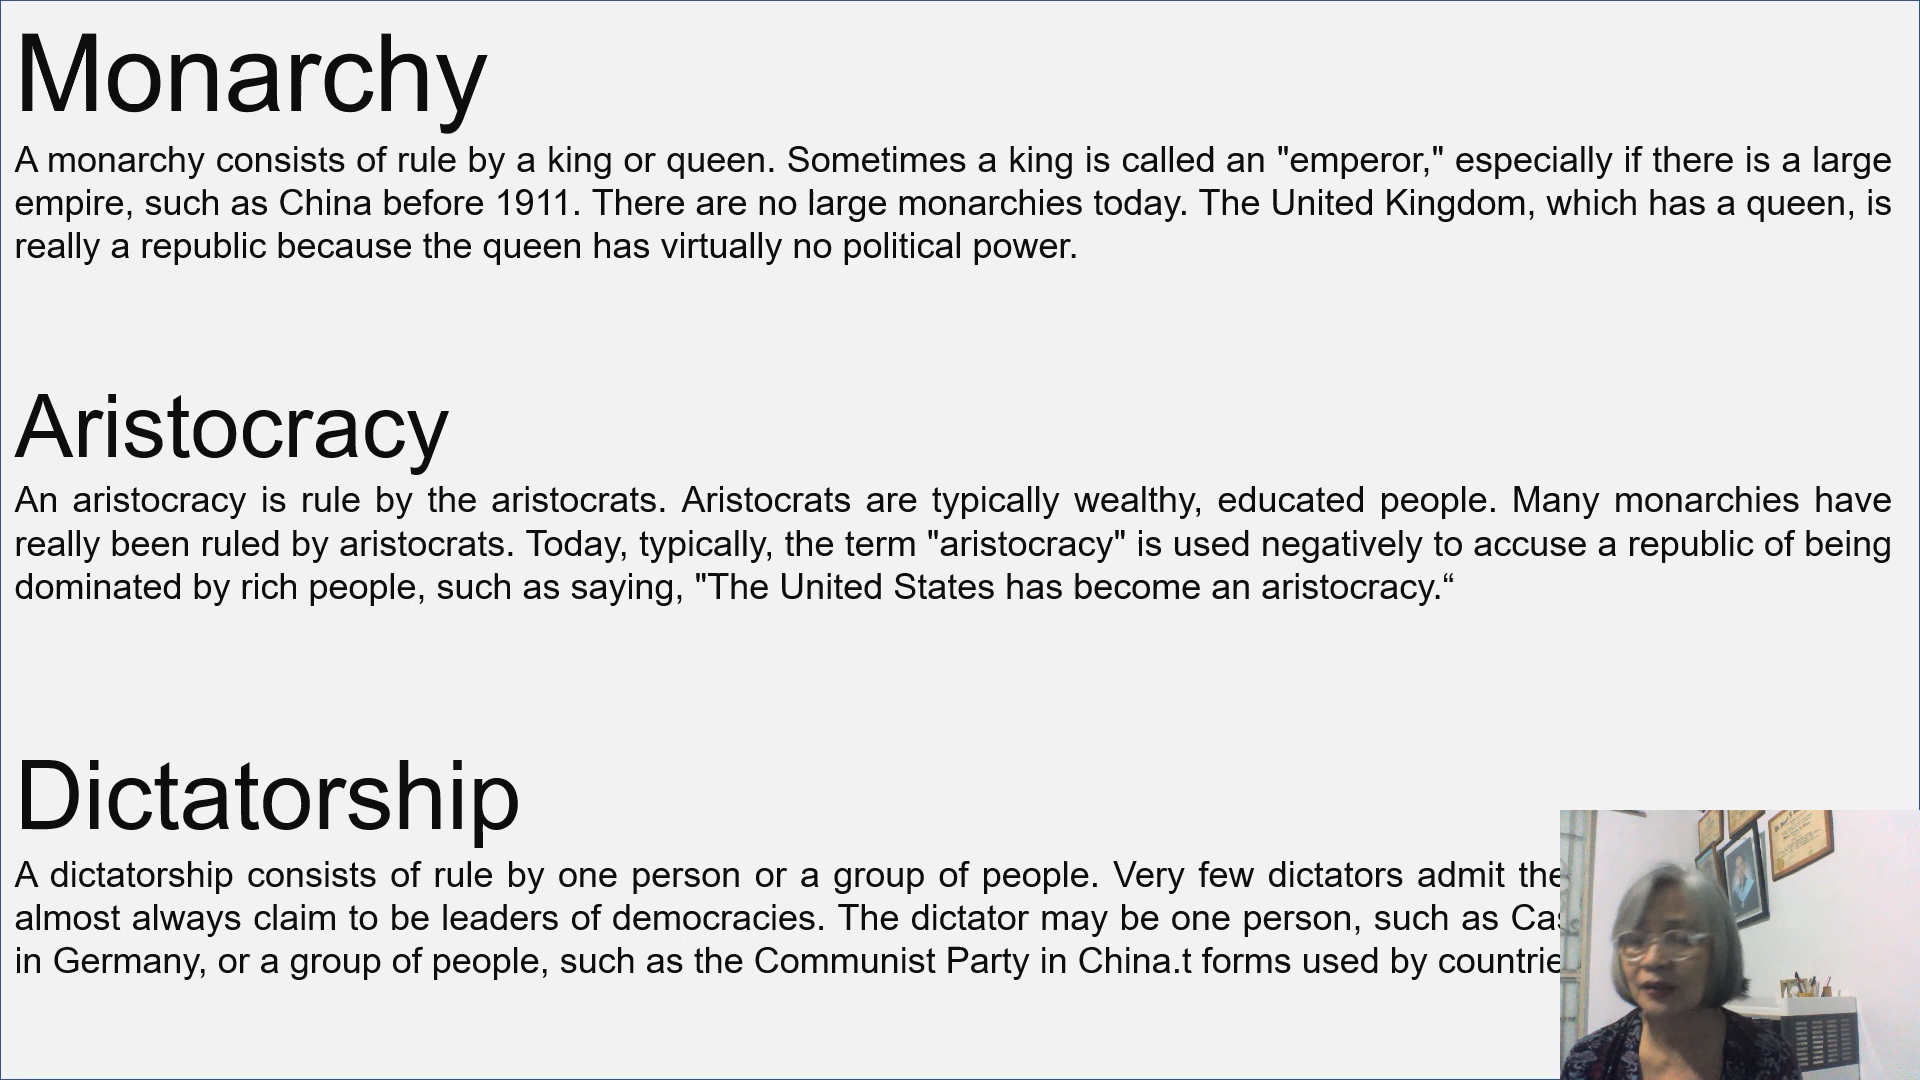 Monarchy
A monarchy consists of rule by a king or queen. Sometimes a king is called an "emperor," especially if there is a large
empire, such as China before 1911. There are no large monarchies today. The United Kingdom, which has a queen, is
really a republic because the queen has virtually no political power.
Aristocracy
An aristocracy is rule by the aristocrats. Aristocrats are typically wealthy, educated people. Many monarchies have
really been ruled by aristocrats. Today, typically, the term "aristocracy" is used negatively to accuse a republic of being
dominated by rich people, such as saying, "The United States has become an aristocracy.“
Dictatorship
A dictatorship consists of rule by one person or a group of people. Very few dictators admit
almost always claim to be leaders of democracies. The dictator may be one person, such as
in Germany, or a group of people, such as the Communist Party in China.t forms used by